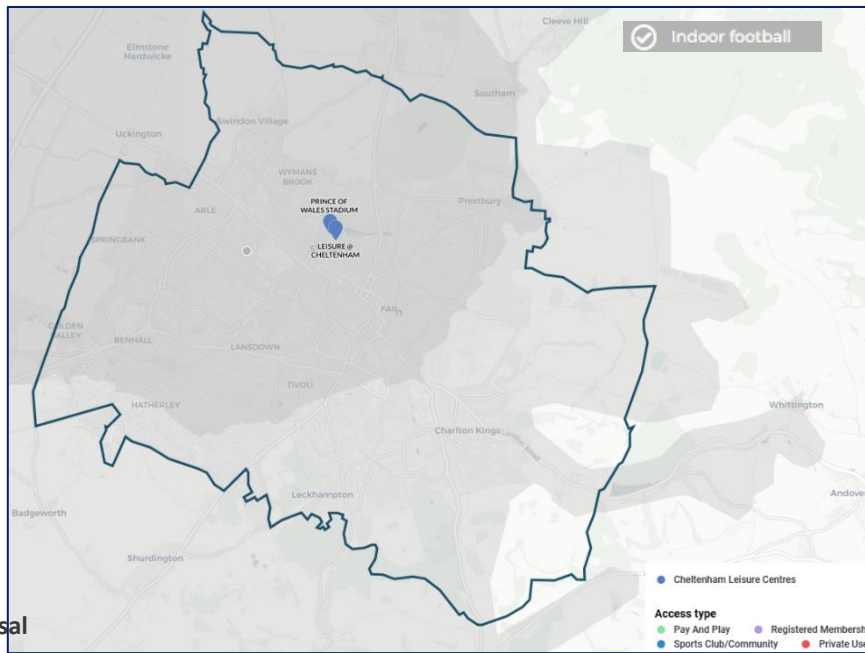 Cleeve Hill
Indoor football
Elmstone
Hardwicke
Southam
Uckington
Swindon Village
WYMANS
BROOK
PRINCE OF
WALES STADIUM
Prestbury
ARLE
SPRINGBANK
LEISURE @
CHELTENHAM
GOLDEN
VALLEY
BENHALL
LANSDOWN
TIVOLI
HATHERLEY
Whittington
Charlton Kings
London Road
Leckhampton
Badgeworth
Andove
Shurdington
Cheltenham Leisure Centres
Access type
Pay And Play
Registered Membersh
Sports Club/Community
Private Use
sal